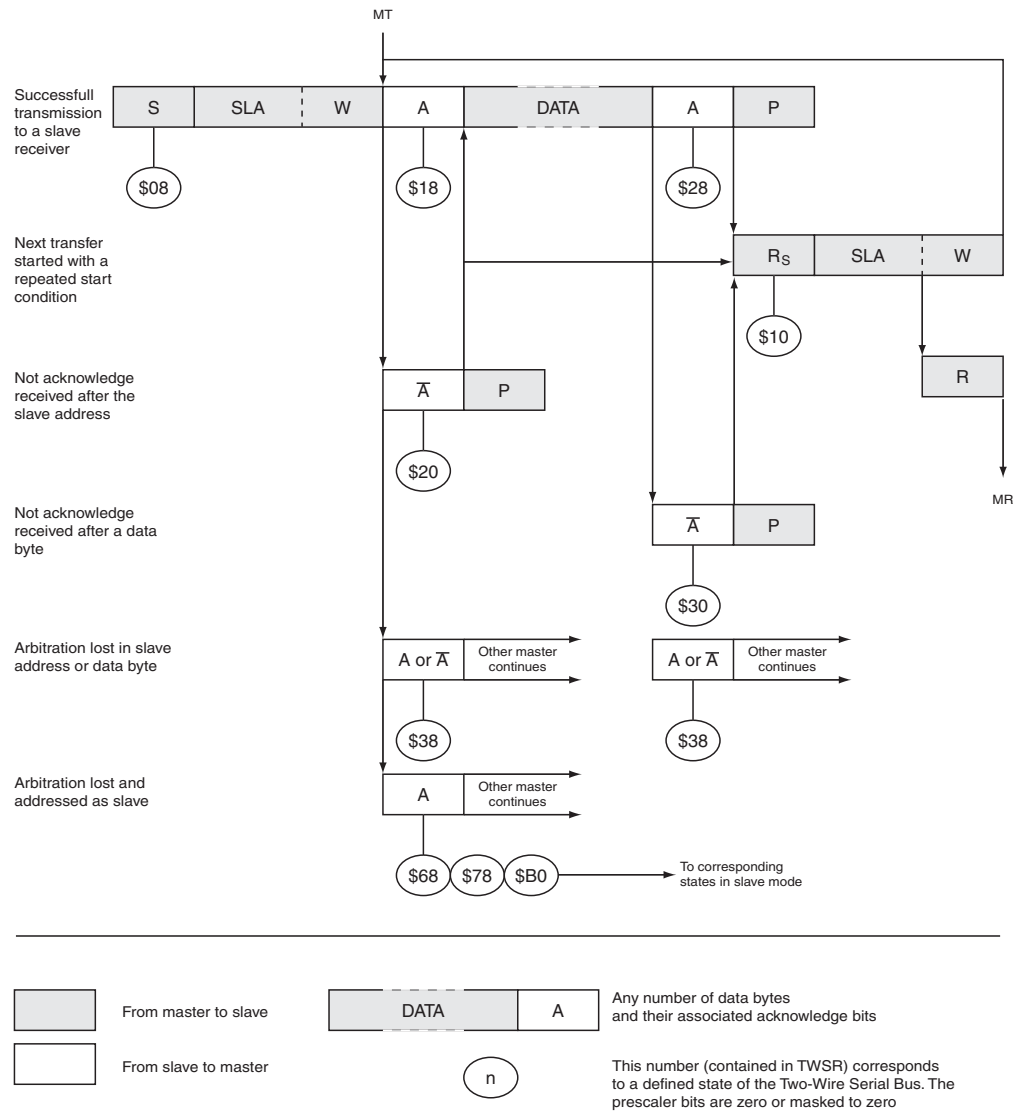 MT
Successfull
transmission
to a slave
receiver
S SLA W A DATA A P
$08 $18 $28
Next transfer
started with a
repeated start
condition
RS SLA W
$10
Not acknowledge
received after the
slave address
A̅ P
R
$20
MR
Not acknowledge
received after a data
byte
A̅ P
$30
Arbitration lost in slave
address or data byte
A or A̅ Other master
continues
A or A̅ Other master
continues
$38 $38
Arbitration lost and
addressed as slave
A Other master
continues
$68 $78 $B0
To corresponding
states in slave mode
From master to slave
DATA A
Any number of data bytes
and their associated acknowledge bits
From slave to master
n
This number (contained in TWSR) corresponds
to a defined state of the Two-Wire Serial Bus. The
prescaler bits are zero or masked to zero